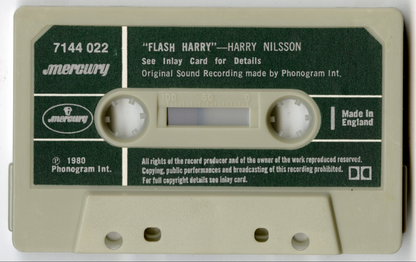 7144 022
"FLASH HARRY"—HARRY NILSSON
See Inlay Card for Details
Original Sound Recording made by Phonogram Int.
mercury
mercury
Made in
England
℗ 1980
Phonogram Int.
All rights of the record producer and of the owner of the work reproduced reserved.
Copying, public performances and broadcasting of this recording prohibited.
For full copyright details see inlay card.